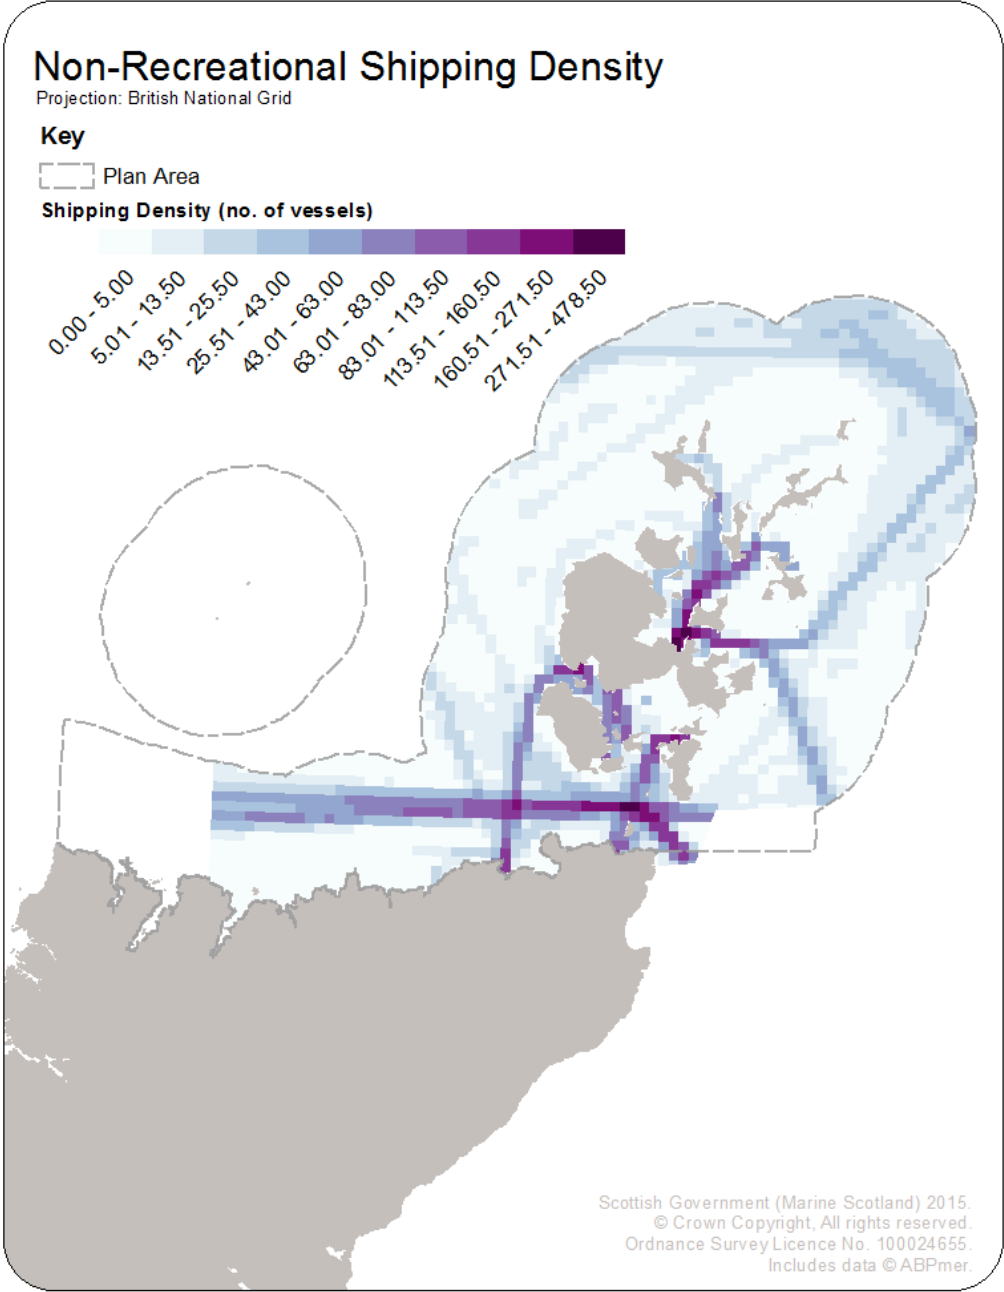 Non-Recreational Shipping Density
Projection: British National Grid
Key
Plan Area
Shipping Density (no. of vessels)
0.00 - 5.00
5.01 - 13.50
13.51 - 25.50
25.51 - 43.00
43.01 - 63.00
63.01 - 83.00
83.01 - 113.50
113.51 - 160.50
160.51 - 271.50
271.51 - 478.50
Scottish Government (Marine Scotland) 2015.
© Crown Copyright, All rights reserved.
Ordnance Survey Licence No. 100024655.
Includes data © ABPmer.